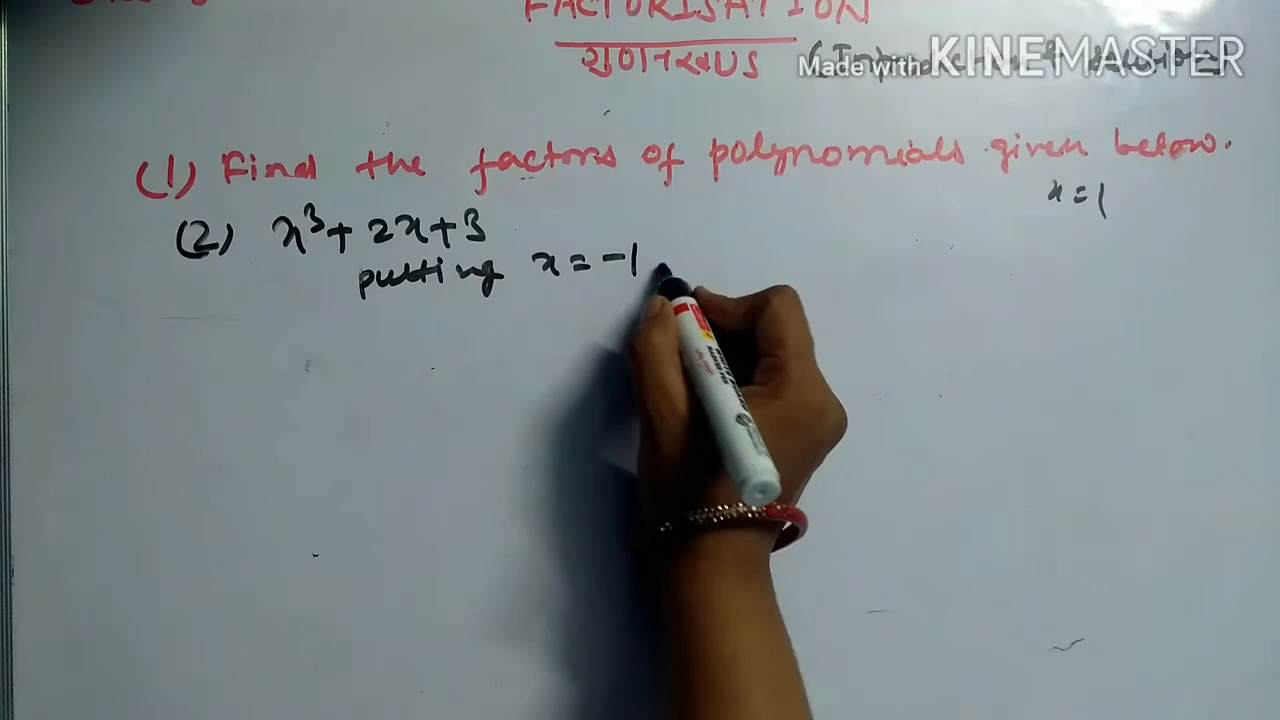 FACTORISATION
Made with KINEMASTER
(1) Find the factors of polynomials given below.
x = 1
(2) x³ + 2x + 3
putting x = -1